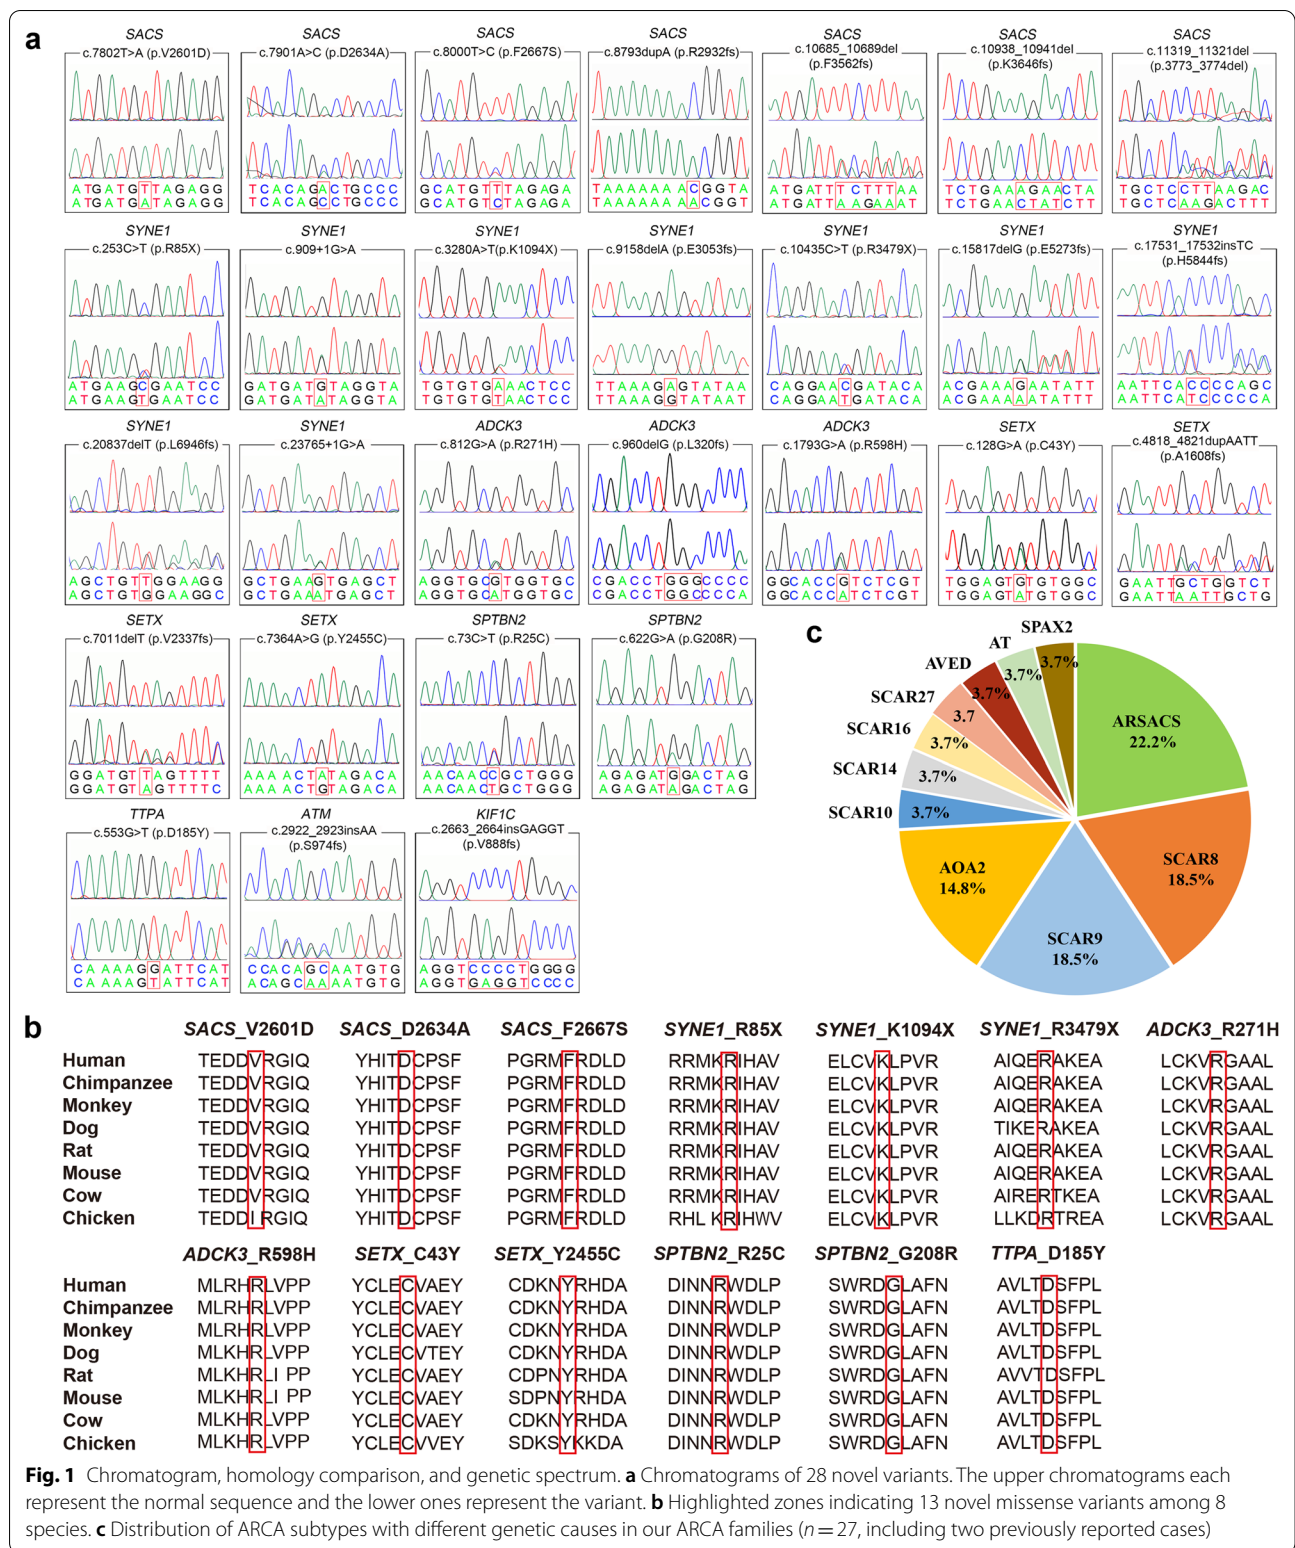 a
SACS
c.7802T>A (p.V2601D)
ATGATGTTAGAGG
ATGATGATAGAGG
SACS
c.7901A>C (p.D2634A)
TCACAGACTGCCC
TCACAGCCTGCCC
SACS
c.8000T>C (p.F2667S)
GCATGTTTAGAGA
GCATGTCTAGAGA
SACS
c.8793dupA (p.R2932fs)
TAAAAAAACGGTA
TAAAAAAAACGGT
SACS
c.10685_10689del
(p.F3562fs)
ATGATTTCTTTAA
ATGATTAAGAAAT
SACS
c.10938_10941del
(p.K3646fs)
TCTGAAAGAACTA
TCTGAACTATCTT
SACS
c.11319_11321del
(p.3773_3774del)
TGCTCCTTAAGAC
TGCTCAAGACTTT
SYNE1
c.253C>T (p.R85X)
ATGAAGCGAATCC
ATGAAGTGAATCC
SYNE1
c.909+1G>A
GATGATGTAGGTA
GATGATATAGGTA
SYNE1
c.3280A>T(p.K1094X)
TGTGTGTAAACTCC
TGTGTGTTAACTCC
SYNE1
c.9158delA (p.E3053fs)
TTAAAGAGTATAA
TTAAAGGTATAAT
SYNE1
c.10435C>T (p.R3479X)
CAGGAACGATACA
CAGGAATGATACA
SYNE1
c.15817delG (p.E5273fs)
ACGAAAGAATATT
ACGAAAAATATTT
SYNE1
c.17531_17532insTC
(p.H5844fs)
AATTCACCCCAGC
AATTCATCCCCCA
SYNE1
c.20837delT (p.L6946fs)
AGCTGTTGGAAGG
AGCTGTGGAAGGC
SYNE1
c.23765+1G>A
GCTGAAGTGAGCT
GCTGAAATGAGCT
ADCK3
c.812G>A (p.R271H)
AGGTGCGTGGTGC
AGGTGCATGGTGC
ADCK3
c.960delG (p.L320fs)
CGACCTGGGCCCC
CGACCTGGCCCCA
ADCK3
c.1793G>A (p.R598H)
GGCACCGTCTCGT
GGCACCATCTCGT
SETX
c.128G>A (p.C43Y)
TGGAGTGTGTGGC
TGGAGTATGTGGC
SETX
c.4818_4821dupAATT
(p.A1608fs)
GAATTGCTGGTCT
GAATTAATTGCTG
SETX
c.7011delT (p.V2337fs)
GGATGTTAGTTTT
GGATGTAGTTTTC
SETX
c.7364A>G (p.Y2455C)
AAAACTATAGACA
AAAACTGTAGACA
SPTBN2
c.73C>T (p.R25C)
AACAACCGCTGGG
AACAACTGCTGGG
SPTBN2
c.622G>A (p.G208R)
AGAGATGGACTAG
AGAGATAGACTAG
TTPA
c.553G>T (p.D185Y)
CAAAAGGATTCAT
CAAAAGTATTCAT
ATM
c.2922_2923insAA
(p.S974fs)
CCACAGCAATGTG
ACAGCAAAATGTG
KIF1C
c.2663_2664insGAGGT
(p.V888fs)
AGGTCCCCTGGGG
AGGTGAGGTCCCC
c
SPAX2
3.7%
AT
3.7%
AVED
3.7%
SCAR27
3.7
SCAR16
3.7%
SCAR14
3.7%
SCAR10
3.7%
AOA2
14.8%
SCAR9
18.5%
SCAR8
18.5%
ARSACS
22.2%
b
SACS_V2601D SACS_D2634A SACS_F2667S SYNE1_R85X SYNE1_K1094X SYNE1_R3479X ADCK3_R271H
Human TEDDVRGIQ YHITDCPSF PGRMFRDLD RRMKRIHAV ELCVKLPVR AIQERAKEA LCKVRGAAL
Chimpanzee TEDDVRGIQ YHITDCPSF PGRMFRDLD RRMKRIHAV ELCVKLPVR AIQERAKEA LCKVRGAAL
Monkey TEDDVRGIQ YHITDCPSF PGRMFRDLD RRMKRIHAV ELCVKLPVR AIQERAKEA LCKVRGAAL
Dog TEDDVRGIQ YHITDCPSF PGRMFRDLD RRMKRIHAV ELCVKLPVR TIKERAKEA LCKVRGAAL
Rat TEDDVRGIQ YHITDCPSF PGRMFRDLD RRMKRIHAV ELCVKLPVR AIQERAKEA LCKVRGAAL
Mouse TEDDVRGIQ YHITDCPSF PGRMFRDLD RRMKRIHAV ELCVKLPVR AIQERAKEA LCKVRGAAL
Cow TEDDVRGIQ YHITDCPSF PGRMFRDLD RRMKRIHAV ELCVKLPVR AIRERTKEA LCKVRGAAL
Chicken TEDDIRGIQ YHITDCPSF PGRMFRDLD RHLKRIHWV ELCVKLPVR LLKDRTREA LCKVRGAAL
ADCK3_R598H SETX_C43Y SETX_Y2455C SPTBN2_R25C SPTBN2_G208R TTPA_D185Y
Human MLRHRLVPP YCLECVAEY CDKNYRHDA DINNRWDLP SWRDGLAFN AVLTDSFPL
Chimpanzee MLRHRLVPP YCLECVAEY CDKNYRHDA DINNRWDLP SWRDGLAFN AVLTDSFPL
Monkey MLRHRLVPP YCLECVAEY CDKNYRHDA DINNRWDLP SWRDGLAFN AVLTDSFPL
Dog MLKHRLVPP YCLECVTEY CDKNYRHDA DINNRWDLP SWRDGLAFN AVLTDSFPL
Rat MLKHRLIPP YCLECVAEY CDPNYRHDA DINNRWDLP SWRDGLAFN AVVTDSFPL
Mouse MLKHRLIPP YCLECVAEY SDPNYRHDA DINNRWDLP SWRDGLAFN AVLTDSFPL
Cow MLKHRLVPP YCLECVAEY CDKNYRHDA DINNRWDLP SWRDGLAFN AVLTDSFPL
Chicken MLKHRLVPP YCLECVVEY SDKSYKKDA DINNRWDLP SWRDGLAFN AVLTDSFPL
Fig. 1 Chromatogram, homology comparison, and genetic spectrum. a Chromatograms of 28 novel variants. The upper chromatograms each
represent the normal sequence and the lower ones represent the variant. b Highlighted zones indicating 13 novel missense variants among 8
species. c Distribution of ARCA subtypes with different genetic causes in our ARCA families (n = 27, including two previously reported cases)